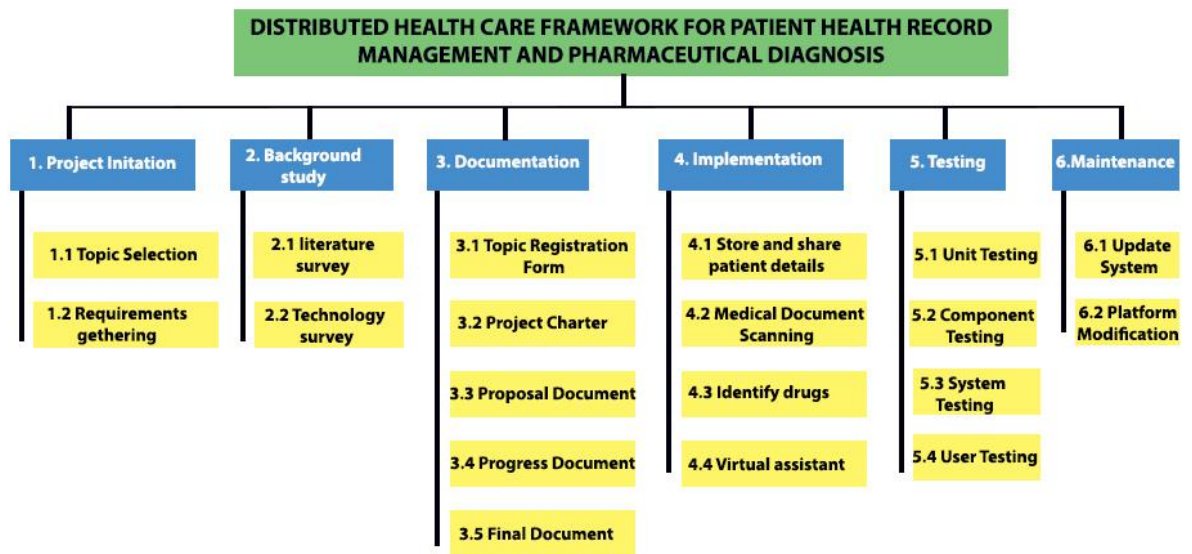 DISTRIBUTED HEALTH CARE FRAMEWORK FOR PATIENT HEALTH RECORD
MANAGEMENT AND PHARMACEUTICAL DIAGNOSIS
1. Project Initation
1.1 Topic Selection
1.2 Requirements
gethering
2. Background
study
2.1 literature
survey
2.2 Technology
survey
3. Documentation
3.1 Topic Registration
Form
3.2 Project Charter
3.3 Proposal Document
3.4 Progress Document
3.5 Final Document
4. Implementation
4.1 Store and share
patient details
4.2 Medical Document
Scanning
4.3 Identify drugs
4.4 Virtual assistant
5. Testing
5.1 Unit Testing
5.2 Component
Testing
5.3 System
Testing
5.4 User Testing
6.Maintenance
6.1 Update
System
6.2 Platform
Modification